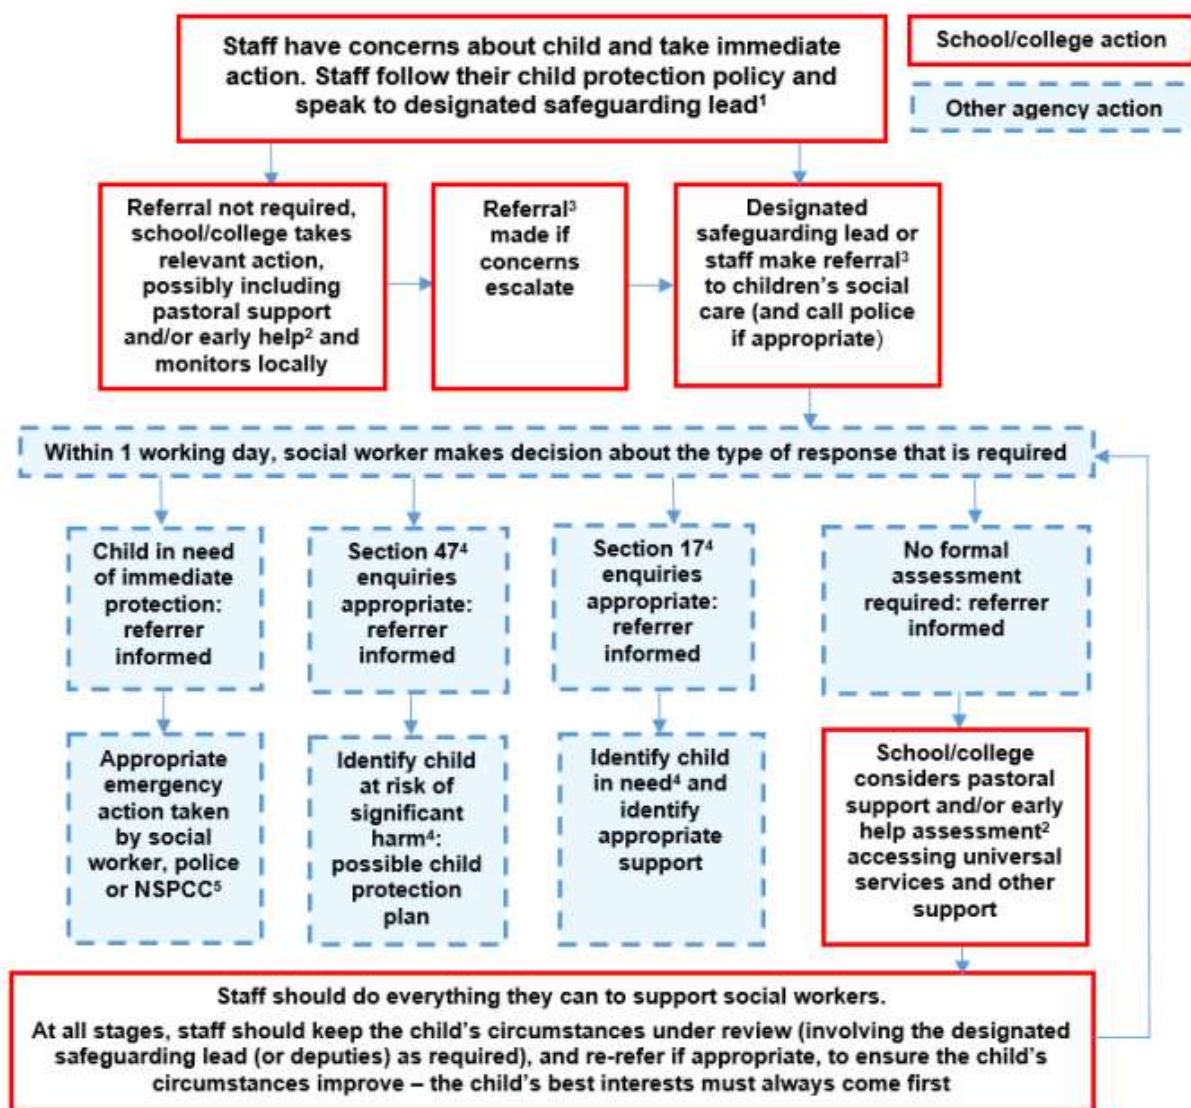 Staff have concerns about child and take immediate
action. Staff follow their child protection policy and
speak to designated safeguarding lead¹
School/college action
Other agency action
Referral not required,
school/college takes
relevant action,
possibly including
pastoral support
and/or early help² and
monitors locally
Referral³
made if
concerns
escalate
Designated
safeguarding lead or
staff make referral³
to children’s social
care (and call police
if appropriate)
Within 1 working day, social worker makes decision about the type of response that is required
Child in need
of immediate
protection:
referrer
informed
Section 47⁴
enquiries
appropriate:
referrer
informed
Section 17⁴
enquiries
appropriate:
referrer
informed
No formal
assessment
required: referrer
informed
Appropriate
emergency
action taken
by social
worker, police
or NSPCC⁵
Identify child
at risk of
significant
harm⁴:
possible child
protection
plan
Identify child
in need⁴ and
identify
appropriate
support
School/college
considers pastoral
support and/or early
help assessment²
accessing universal
services and other
support
Staff should do everything they can to support social workers.
At all stages, staff should keep the child’s circumstances under review (involving the designated
safeguarding lead (or deputies) as required), and re-refer if appropriate, to ensure the child’s
circumstances improve – the child’s best interests must always come first